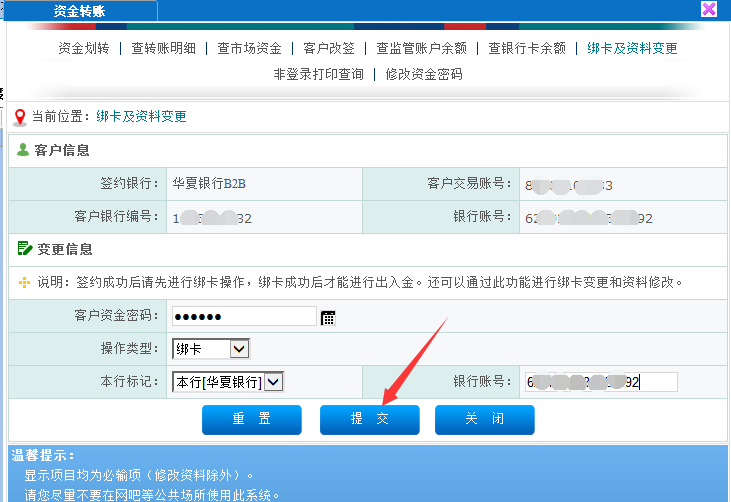 资金转账
资金划转 | 查转账明细 | 查市场资金 | 客户改签 | 查监管账户余额 | 查银行卡余额 | 绑卡及资料变更
非登录打印查询 | 修改资金密码
当前位置：绑卡及资料变更
客户信息
签约银行： 华夏银行B2B 客户交易账号： 8 10 3
客户银行编号： 1 32 银行账号： 62 92
变更信息
说明：签约成功后请先进行绑卡操作，绑卡成功后才能进行出入金。还可以通过此功能进行绑卡变更和资料修改。
客户资金密码： ●●●●●●
操作类型： 绑卡
本行标记： 本行[华夏银行] 银行账号： 6 92
重 置 提 交 关 闭
温馨提示：
显示项目均为必输项（修改资料除外）。
请您尽量不要在网吧等公共场所使用此系统。